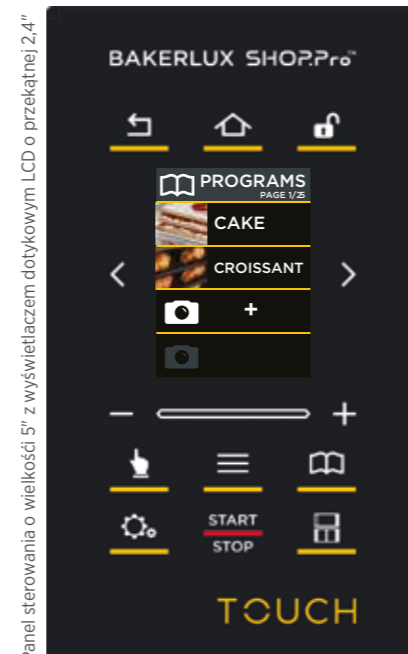 Panel sterowania o wielkośći 5” z wyświetlaczem dotykowym LCD o przekątnej 2,4”
BAKERLUX SHOP.Pro™
PROGRAMS
PAGE 1/25
CAKE
CROISSANT
+
START
STOP
TOUCH